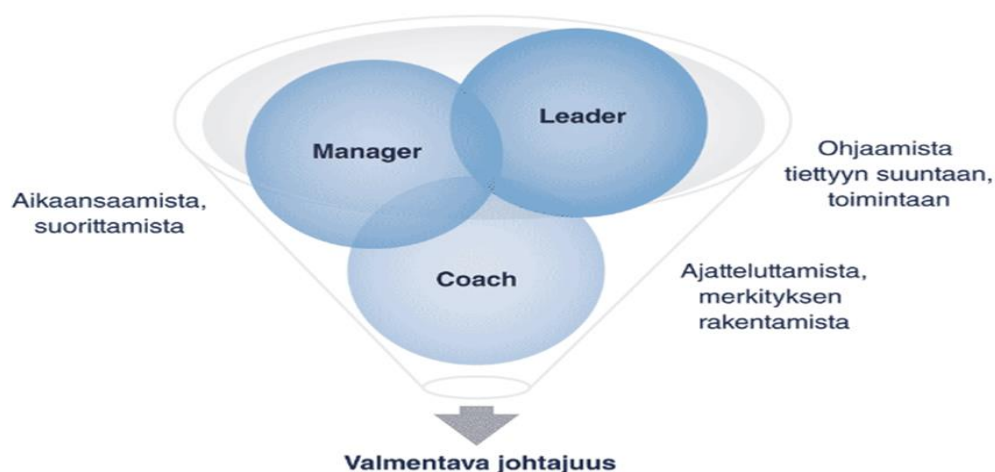 Leader
Manager
Ohjaamista
tiettyyn suuntaan,
toimintaan
Aikaansaamista,
suorittamista
Coach
Ajatteluttamista,
merkityksen
rakentamista
Valmentava johtajuus